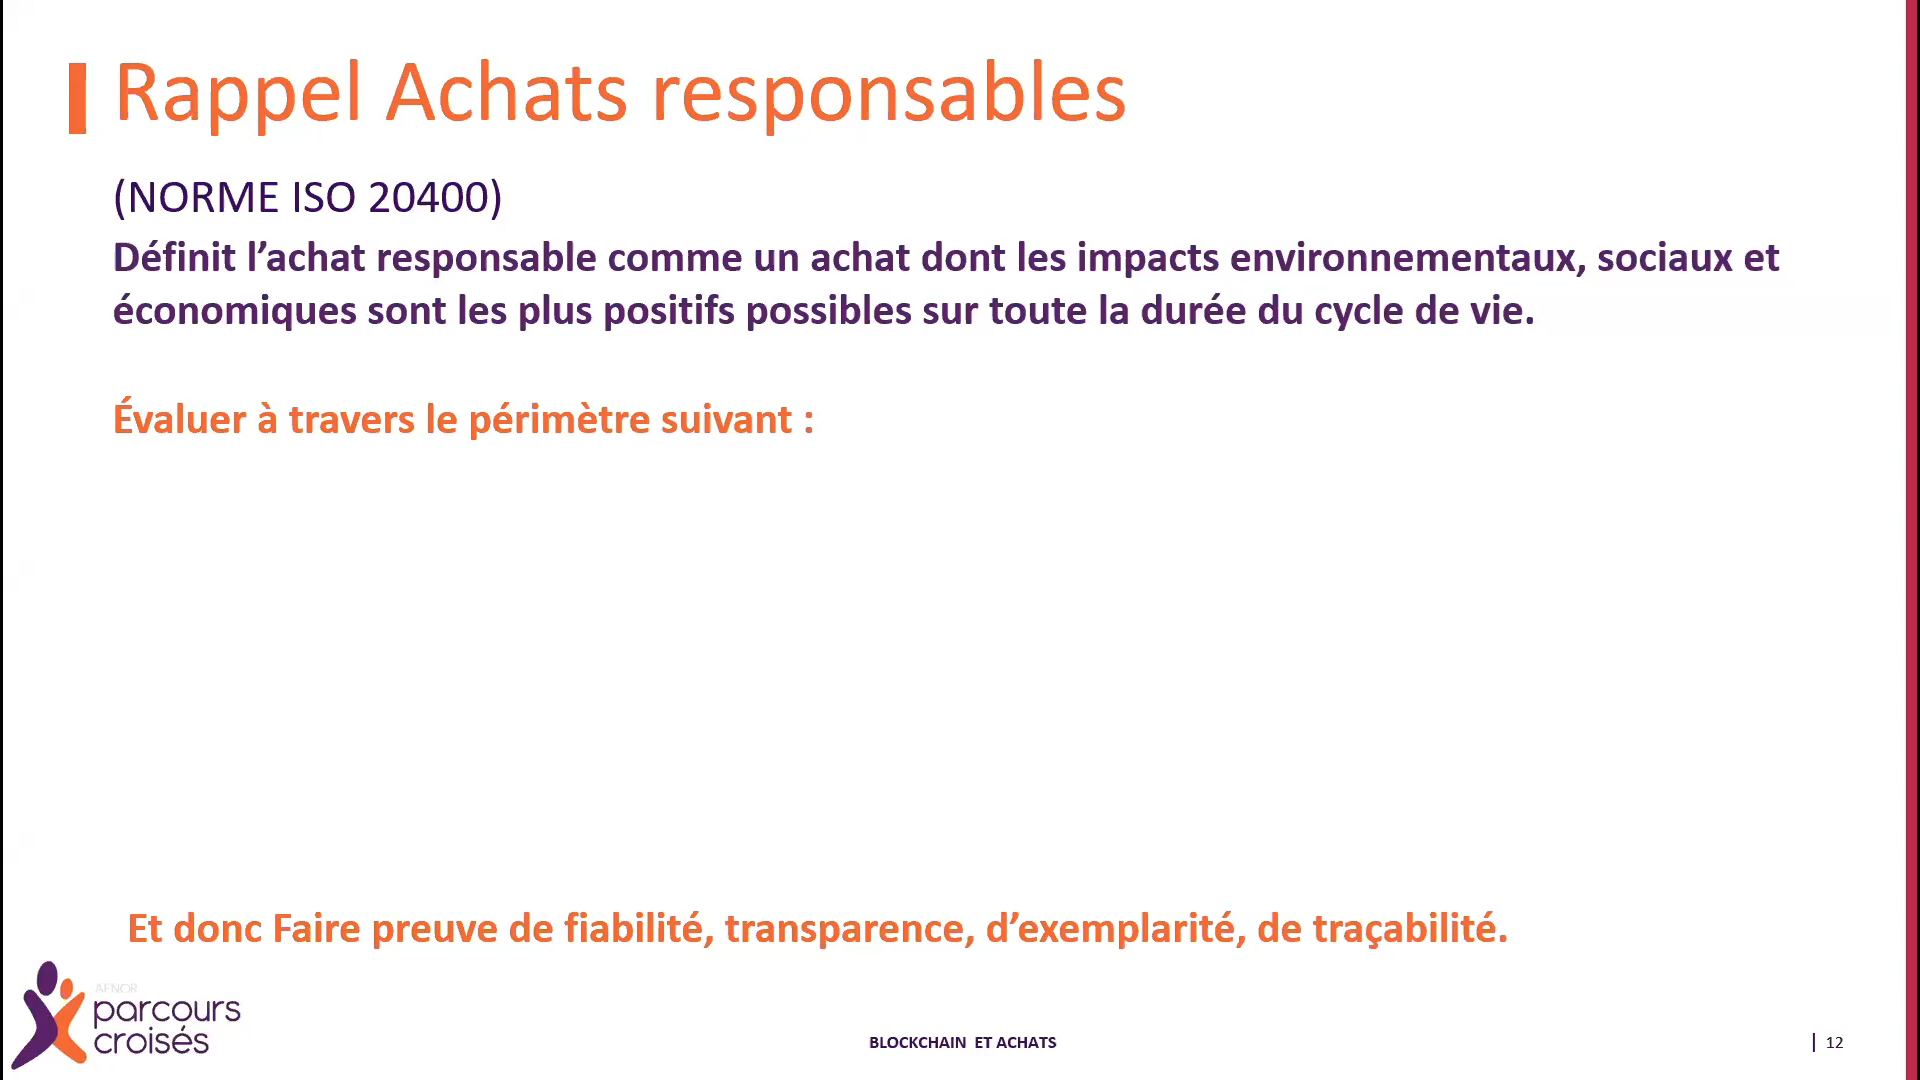 Rappel Achats responsables
(NORME ISO 20400)
Définit l’achat responsable comme un achat dont les impacts environnementaux, sociaux et
économiques sont les plus positifs possibles sur toute la durée du cycle de vie.
Évaluer à travers le périmètre suivant :
Et donc Faire preuve de fiabilité, transparence, d’exemplarité, de traçabilité.
AFNOR
parcours
croisés
BLOCKCHAIN ET ACHATS
12